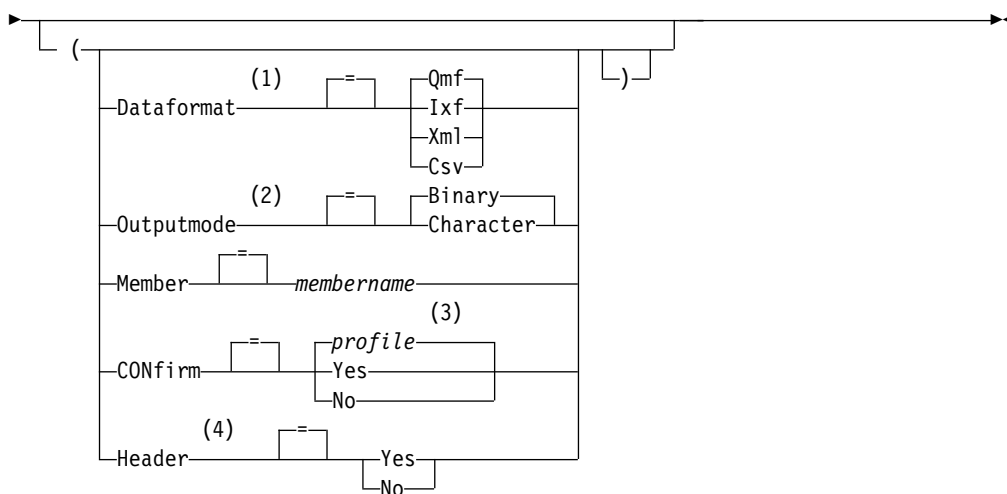 (
)
(1)
Dataformat = Qmf
Ixf
Xml
Csv
(2)
Outputmode = Binary
Character
Member = membername
(3)
CONfirm = profile
Yes
No
(4)
Header = Yes
No